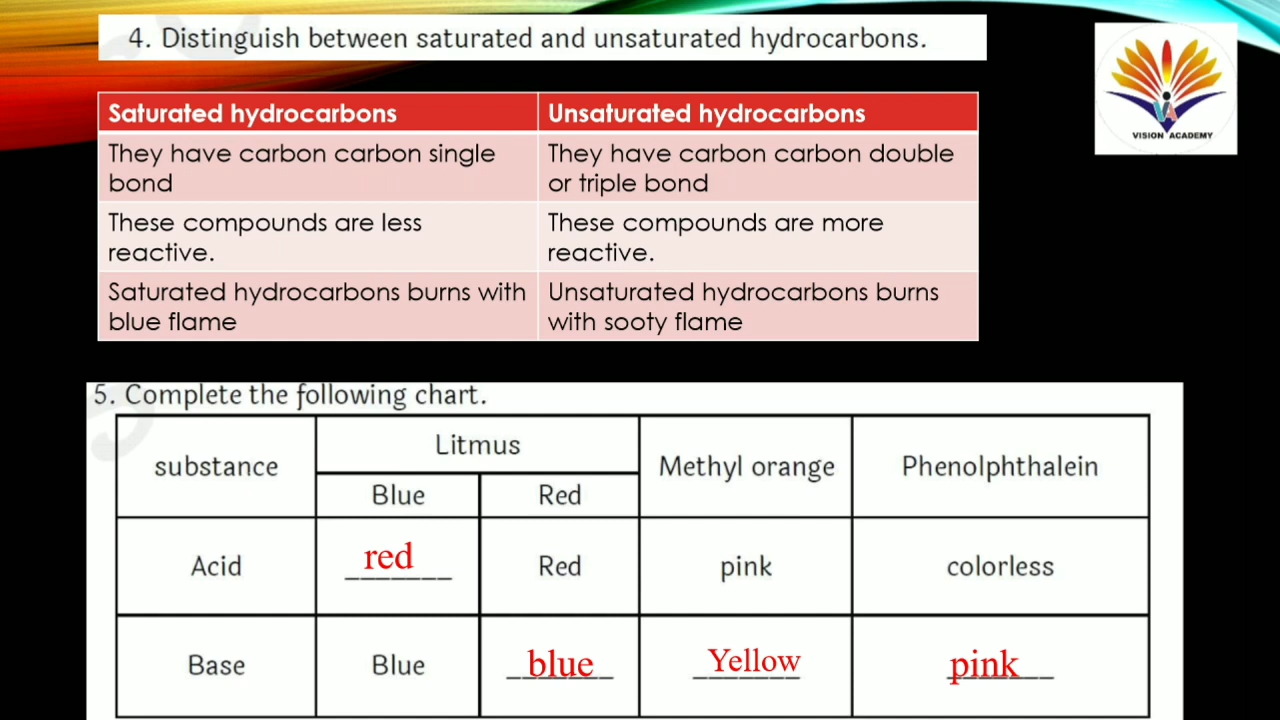 4. Distinguish between saturated and unsaturated hydrocarbons.
VISION ACADEMY
Saturated hydrocarbons
Unsaturated hydrocarbons
They have carbon carbon single
bond
They have carbon carbon double
or triple bond
These compounds are less
reactive.
These compounds are more
reactive.
Saturated hydrocarbons burns with
blue flame
Unsaturated hydrocarbons burns
with sooty flame
5. Complete the following chart.
substance
Litmus
Methyl orange
Phenolphthalein
Blue
Red
Acid
red
Red
pink
colorless
Base
Blue
blue
Yellow
pink